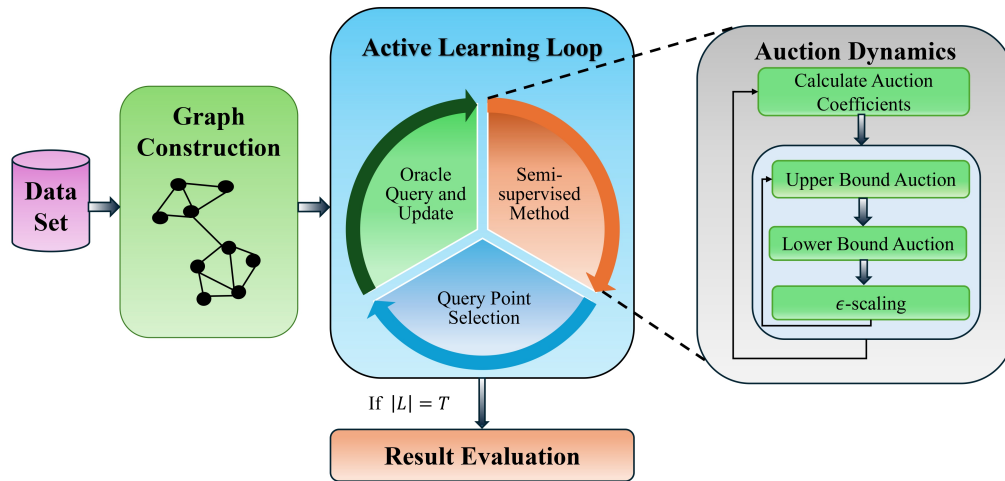 Data
Set
Graph
Construction
Active Learning Loop
Oracle
Query and
Update
Semi-
supervised
Method
Query Point
Selection
If |L| = T
Result Evaluation
Auction Dynamics
Calculate Auction
Coefficients
Upper Bound Auction
Lower Bound Auction
ϵ-scaling